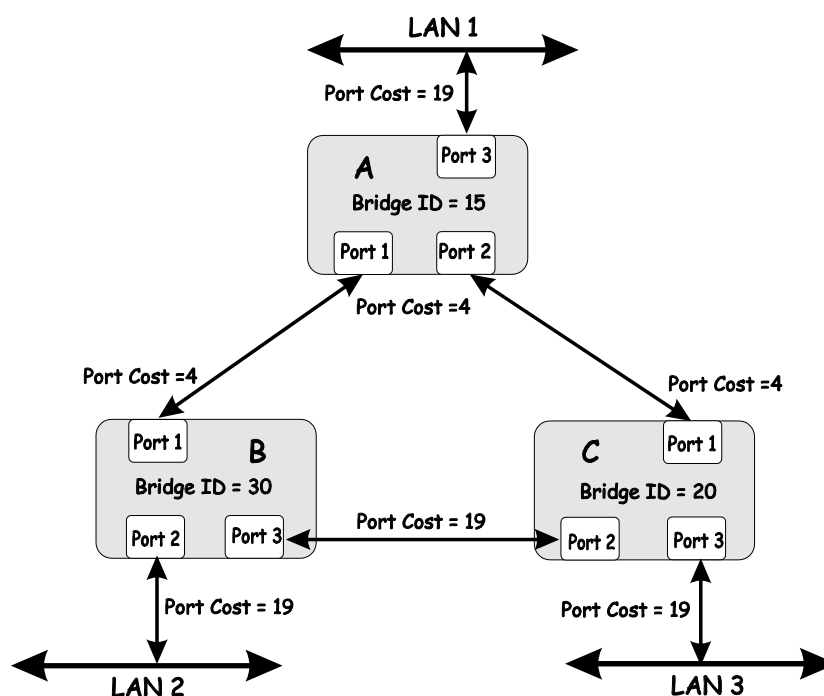 LAN 1
Port Cost = 19
Port 3
A
Bridge ID = 15
Port 1
Port 2
Port Cost =4
Port Cost =4
Port Cost =4
Port 1
B
Bridge ID = 30
Port 2
Port 3
C
Port 1
Bridge ID = 20
Port 2
Port 3
Port Cost = 19
Port Cost = 19
Port Cost = 19
LAN 2
LAN 3